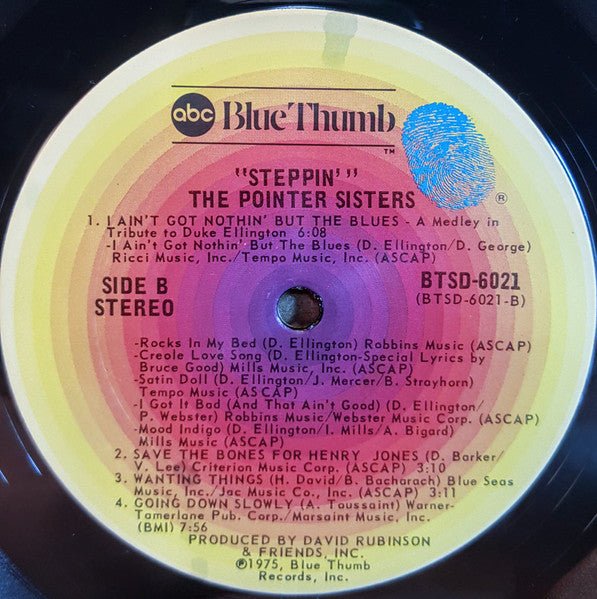 abc Blue Thumb
TM
"STEPPIN'"
THE POINTER SISTERS ®
1. I AIN'T GOT NOTHIN' BUT THE BLUES - A Medley in
Tribute to Duke Ellington 6:08
-I Ain't Got Nothin' But The Blues (D. Ellington/D. George)
Ricci Music, Inc./Tempo Music, Inc. (ASCAP)
SIDE B
STEREO
BTSD-6021
(BTSD-6021-B)
-Rocks In My Bed (D. Ellington) Robbins Music (ASCAP)
-Creole Love Song (D. Ellington-Special Lyrics by
Bruce Good) Mills Music, Inc. (ASCAP)
-Satin Doll (D. Ellington/J. Mercer/B. Strayhorn)
Tempo Music (ASCAP)
-I Got It Bad (And That Ain't Good) (D. Ellington/
P. Webster) Robbins Music/Webster Music Corp. (ASCAP)
-Mood Indigo (D. Ellington/I. Mills/A. Bigard)
Mills Music (ASCAP)
2. SAVE THE BONES FOR HENRY JONES (D. Barker/
V. Lee) Criterion Music Corp. (ASCAP) 3:10
3. WANTING THINGS (H. David/B. Bacharach) Blue Seas
Music, Inc./Jac Music Co., Inc. (ASCAP) 3:11
4. GOING DOWN SLOWLY (A. Toussaint) Warner-
Tamerlane Pub. Corp./Marsaint Music, Inc.
(BMI) 7:56
PRODUCED BY DAVID RUBINSON
& FRIENDS, INC.
℗1975, Blue Thumb
Records, Inc.